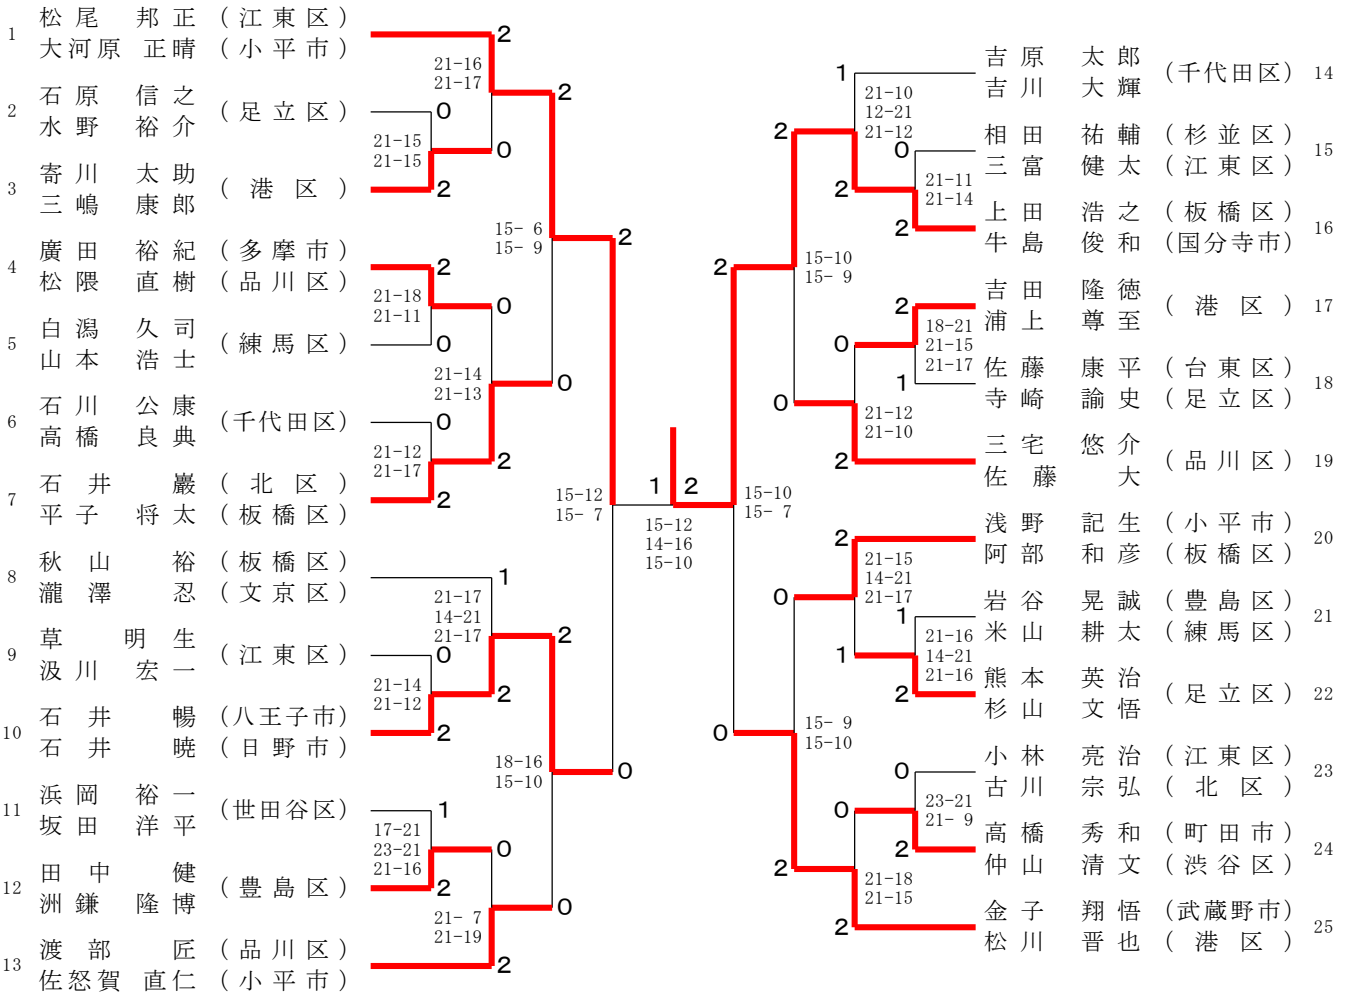 1 松尾 邦正 (江東区)
大河原 正晴 (小平市)
2 石原 信之 (足立区)
水野 裕介
3 寄川 太助 (港区)
三嶋 康郎
4 廣田 裕紀 (多摩市)
松隈 直樹 (品川区)
5 白潟 久司 (練馬区)
山本 浩士
6 石川 公康 (千代田区)
高橋 良典
7 石井 巖 (北区)
平子 将太 (板橋区)
8 秋山 裕 (板橋区)
瀧澤 忍 (文京区)
9 草 明生 (江東区)
汲川 宏一
10 石井 暢 (八王子市)
石井 暁 (日野市)
11 浜岡 裕一 (世田谷区)
坂田 洋平
12 田中 健 (豊島区)
洲鎌 隆博
13 渡部 匠 (品川区)
佐怒賀 直仁 (小平市)
2
21-16
21-17
2
0
21-15
21-15
0
2
15- 6
15- 9
2
2
21-18
21-11
0
0
21-14
21-13
0
0
21-12
21-17
2
2
15-12
15- 7
1
21-17
14-21
21-17
2
0
21-14
21-12
2
2
18-16
15-10
0
1
17-21
23-21
21-16
0
2
21- 7
21-19
0
2
1 2
15-12
14-16
15-10
吉原 太郎 (千代田区) 14
吉川 大輝
相田 祐輔 (杉並区) 15
三富 健太 (江東区)
上田 浩之 (板橋区) 16
牛島 俊和 (国分寺市)
吉田 隆徳 (港区) 17
浦上 尊至
佐藤 康平 (台東区) 18
寺崎 諭史 (足立区)
三宅 悠介 (品川区) 19
佐藤 大
浅野 記生 (小平市) 20
阿部 和彦 (板橋区)
岩谷 晃誠 (豊島区) 21
米山 耕太 (練馬区)
熊本 英治 (足立区) 22
杉山 文悟
小林 亮治 (江東区) 23
古川 宗弘 (北区)
高橋 秀和 (町田市) 24
仲山 清文 (渋谷区)
金子 翔悟 (武蔵野市) 25
松川 晋也 (港区)
1
21-10
12-21
21-12
2
0
21-11
21-14
2
2
15-10
15- 9
2
18-21
21-15
21-17
0
1
0
21-12
21-10
2
15-10
15- 7
2
21-15
14-21
21-17
0
1
21-16
14-21
21-16
1
2
0
15- 9
15-10
0
23-21
21- 9
0
2
2
21-18
21-15
2